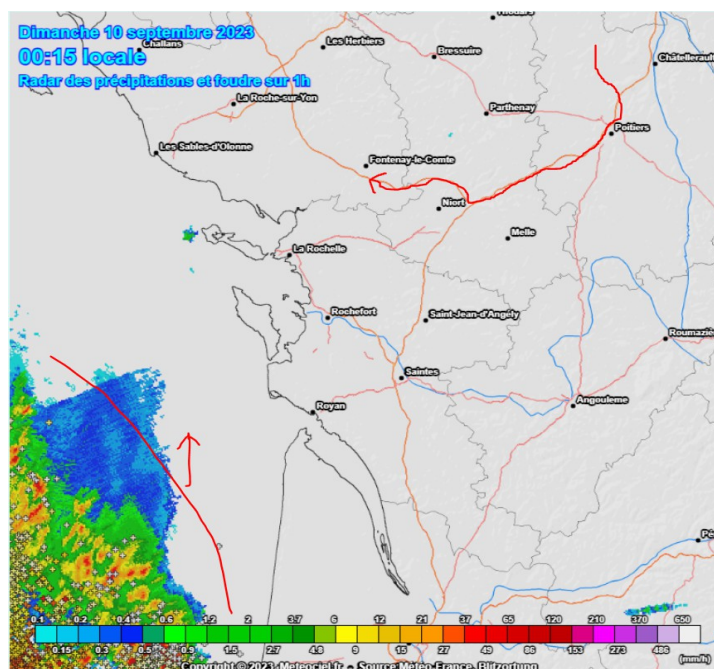 Dimanche 10 septembre 2023
00:15 locale
Radar des précipitations et foudre sur 1h
Challans
Les Herbiers
Bressuire
Châtellerault
La Roche-sur-Yon
Parthenay
Poitiers
Les Sables-d'Olonne
Fontenay-le-Comte
Niort
Melle
La Rochelle
Rochefort
Saint-Jean-d'Angély
Roumaziè
Saintes
Royan
Angouleme
Pé
0.1 0.2 0.4 0.6 1.2 2 3.7 6 12 21 37 65 120 210 370 650
0.15 0.3 0.5 0.9 1.5 2.7 4.8 9 15 27 49 86 153 273 486 (mm/h)
Copyright © 2023 - Meteociel.fr - Source Météo-France, Blitzortung